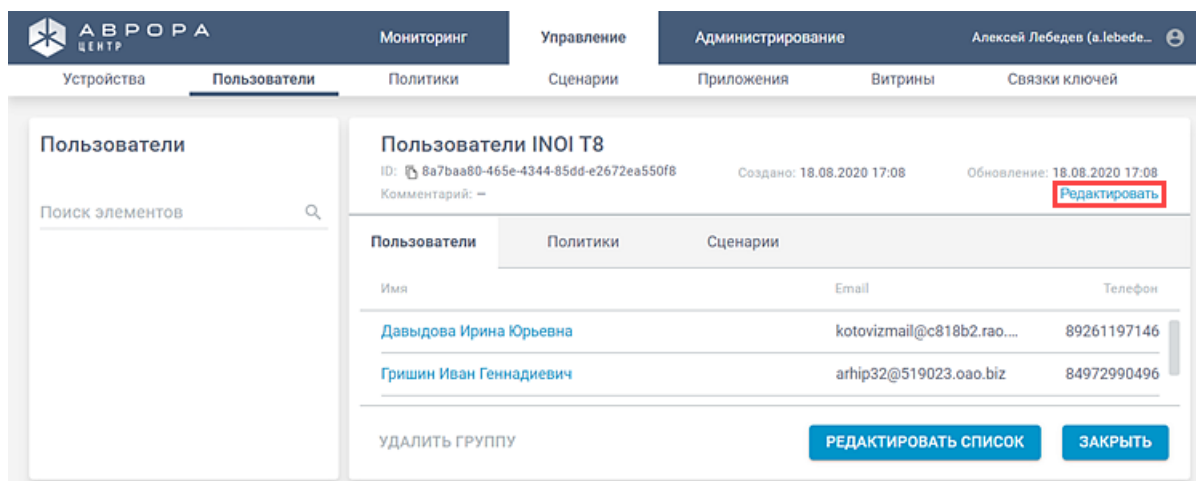 АВРОРА
ЦЕНТР
Мониторинг Управление Администрирование Алексей Лебедев (a.lebede...
Устройства Пользователи Политики Сценарии Приложения Витрины Связки ключей
Пользователи
Поиск элементов
Пользователи INOI T8
ID: 8a7baa80-465e-4344-85dd-e2672ea550f8 Создано: 18.08.2020 17:08 Обновление: 18.08.2020 17:08
Комментарий: — Редактировать
Пользователи Политики Сценарии
Имя Email Телефон
Давыдова Ирина Юрьевна kotovizmail@c818b2.rao.... 89261197146
Гришин Иван Геннадиевич arhip32@519023.oao.biz 84972990496
УДАЛИТЬ ГРУППУ РЕДАКТИРОВАТЬ СПИСОК ЗАКРЫТЬ